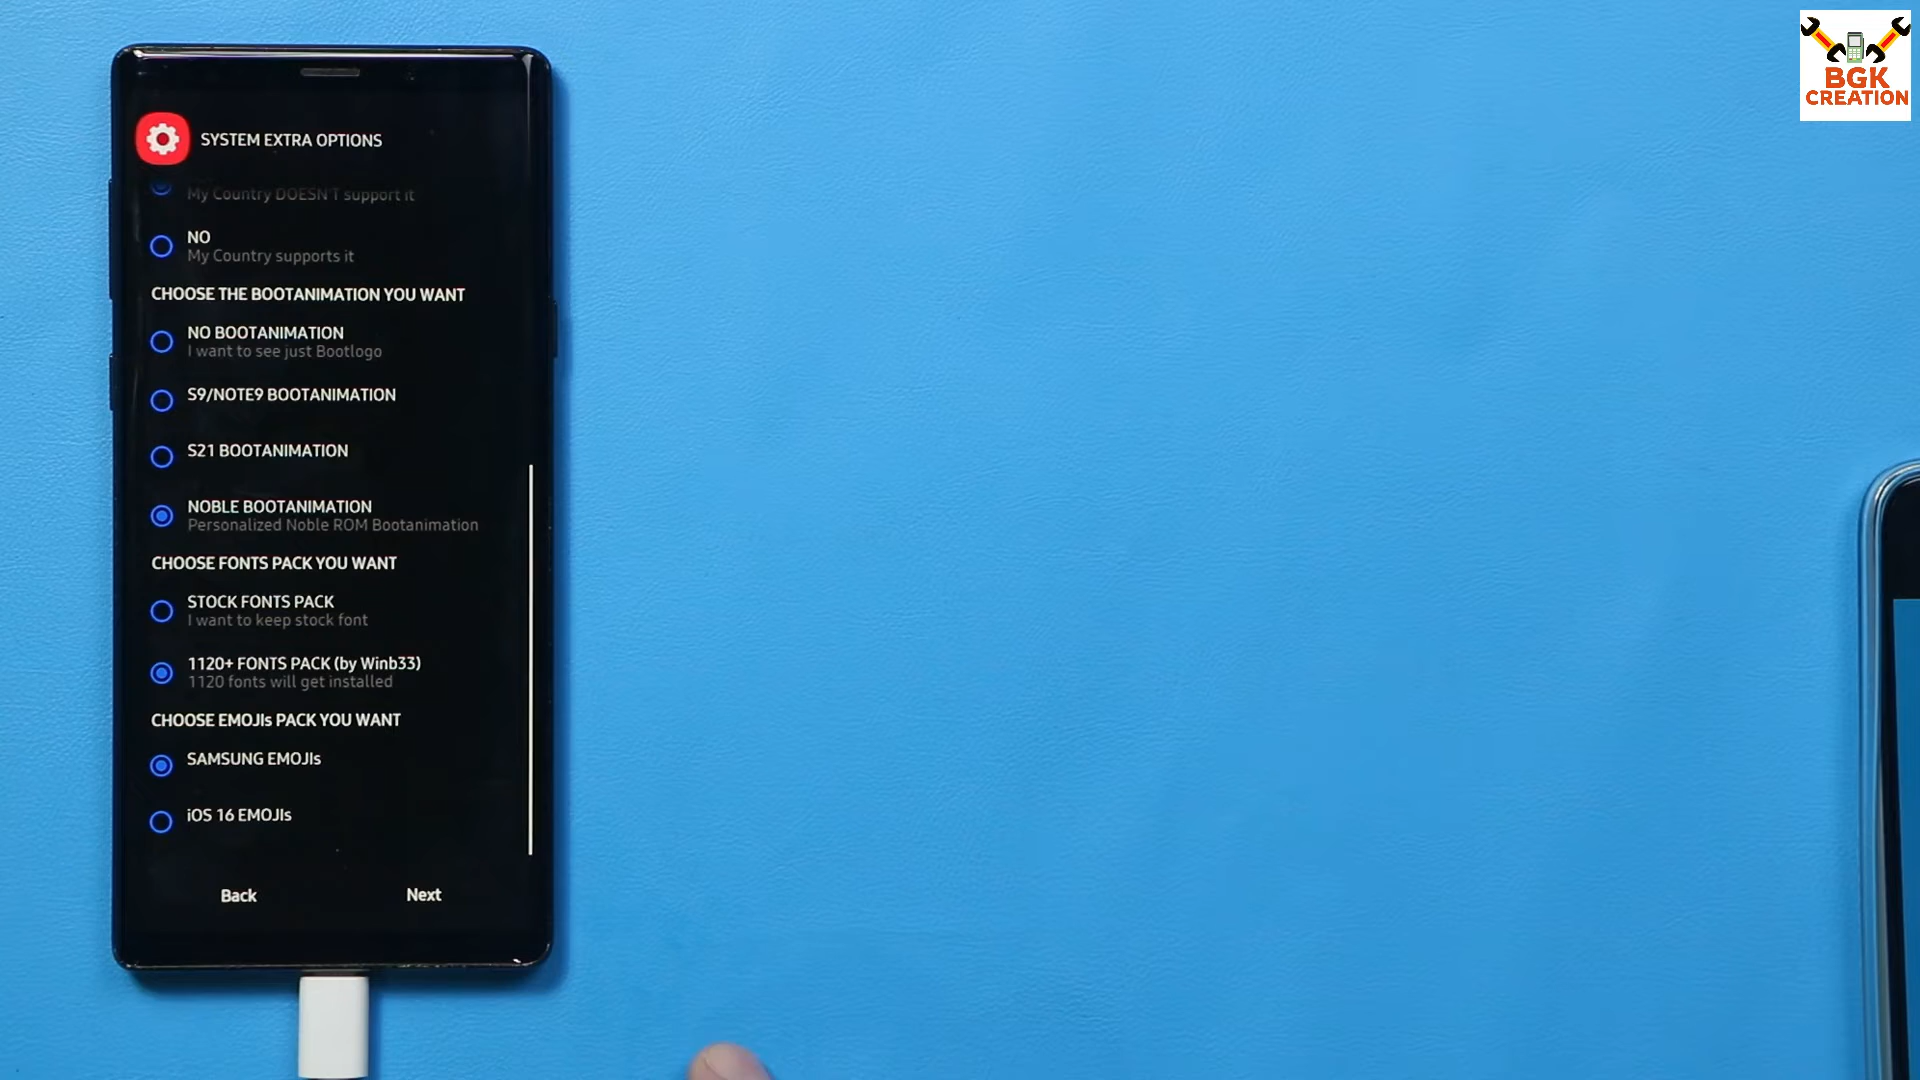 SYSTEM EXTRA OPTIONS
My Country DOESN'T support it
NO
My Country supports it
CHOOSE THE BOOTANIMATION YOU WANT
NO BOOTANIMATION
I want to see just Bootlogo
S9/NOTE9 BOOTANIMATION
S21 BOOTANIMATION
NOBLE BOOTANIMATION
Personalized Noble ROM Bootanimation
CHOOSE FONTS PACK YOU WANT
STOCK FONTS PACK
I want to keep stock font
1120+ FONTS PACK (by Winb33)
1120 fonts will get installed
CHOOSE EMOJIs PACK YOU WANT
SAMSUNG EMOJIs
iOS 16 EMOJIs
Back Next
BGK
CREATION